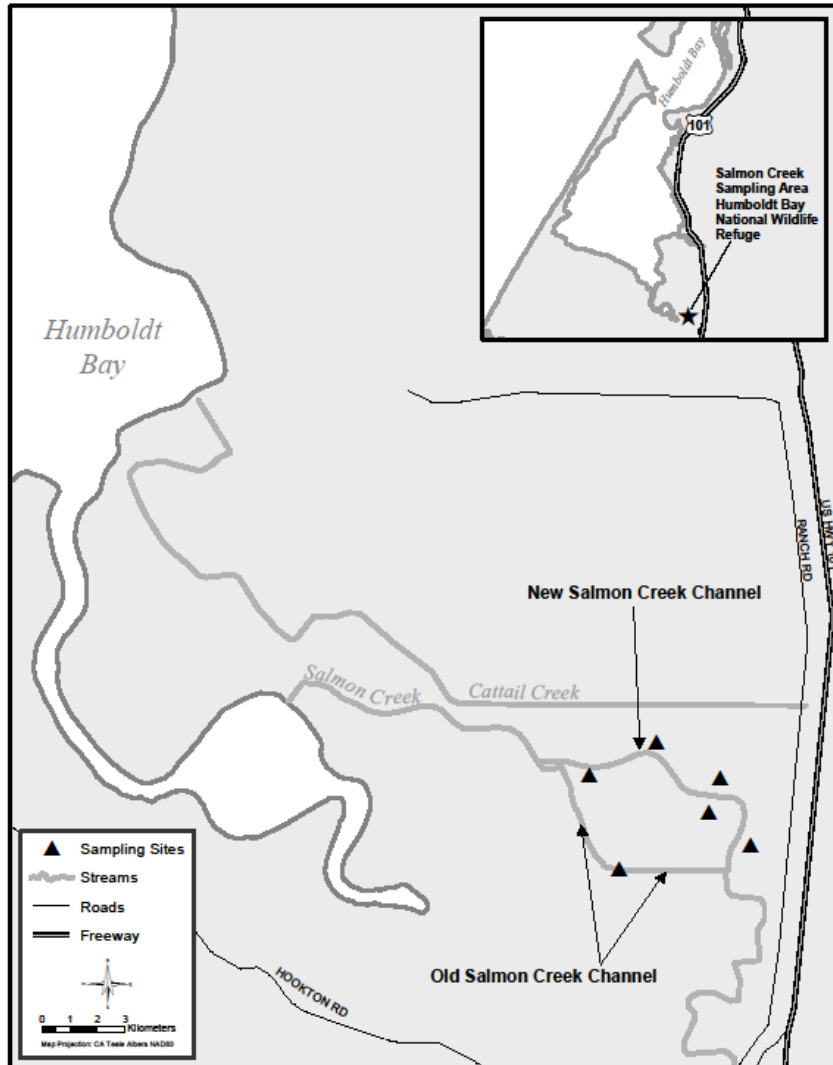 Humboldt Bay
101
Salmon Creek
Sampling Area
Humboldt Bay
National Wildlife
Refuge
Humboldt
Bay
US HWY 101
RANCH RD
New Salmon Creek Channel
Salmon Creek
Cattail Creek
Sampling Sites
Streams
Roads
Freeway
0 1 2 3
Kilometers
Map Projection: CA Teale Albers NAD83
Old Salmon Creek Channel
HOOKTON RD